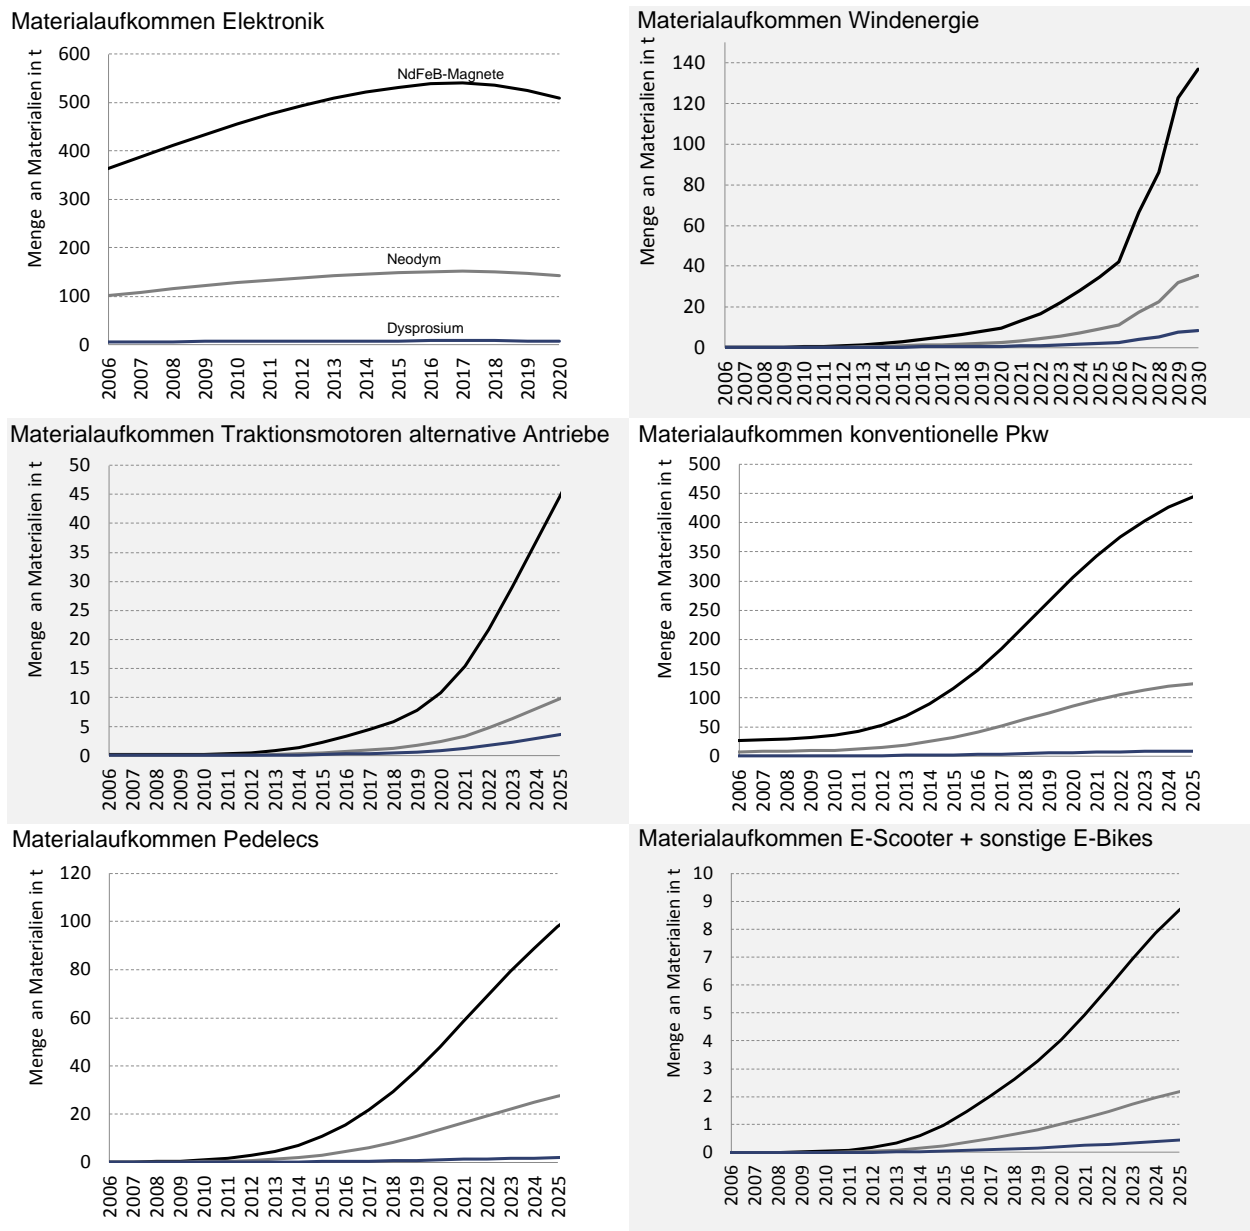 Materialaufkommen Elektronik
Menge an Materialien in t
600
500
400
300
200
100
0
NdFeB-Magnete
Neodym
Dysprosium
2006 2007 2008 2009 2010 2011 2012 2013 2014 2015 2016 2017 2018 2019 2020
Materialaufkommen Windenergie
Menge an Materialien in t
140
120
100
80
60
40
20
0
2006 2007 2008 2009 2010 2011 2012 2013 2014 2015 2016 2017 2018 2019 2020 2021 2022 2023 2024 2025 2026 2027 2028 2029 2030
Materialaufkommen Traktionsmotoren alternative Antriebe
Menge an Materialien in t
50
45
40
35
30
25
20
15
10
5
0
2006 2007 2008 2009 2010 2011 2012 2013 2014 2015 2016 2017 2018 2019 2020 2021 2022 2023 2024 2025
Materialaufkommen konventionelle Pkw
Menge an Materialien in t
500
450
400
350
300
250
200
150
100
50
0
2006 2007 2008 2009 2010 2011 2012 2013 2014 2015 2016 2017 2018 2019 2020 2021 2022 2023 2024 2025
Materialaufkommen Pedelecs
Menge an Materialien in t
120
100
80
60
40
20
0
2006 2007 2008 2009 2010 2011 2012 2013 2014 2015 2016 2017 2018 2019 2020 2021 2022 2023 2024 2025
Materialaufkommen E-Scooter + sonstige E-Bikes
Menge an Materialien in t
10
9
8
7
6
5
4
3
2
1
0
2006 2007 2008 2009 2010 2011 2012 2013 2014 2015 2016 2017 2018 2019 2020 2021 2022 2023 2024 2025